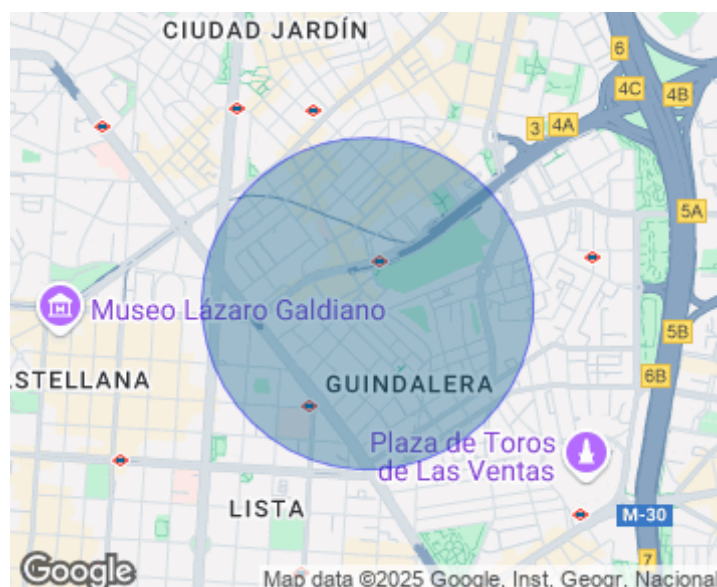 CIUDAD JARDÍN
6
4C
4B
3
4A
5A
Museo Lázaro Galdiano
5B
ASTELLANA
GUINDALERA
6B
Plaza de Toros
de Las Ventas
LISTA
M-30
7
Google
Map data ©2025 Google, Inst. Geogr. Nacional